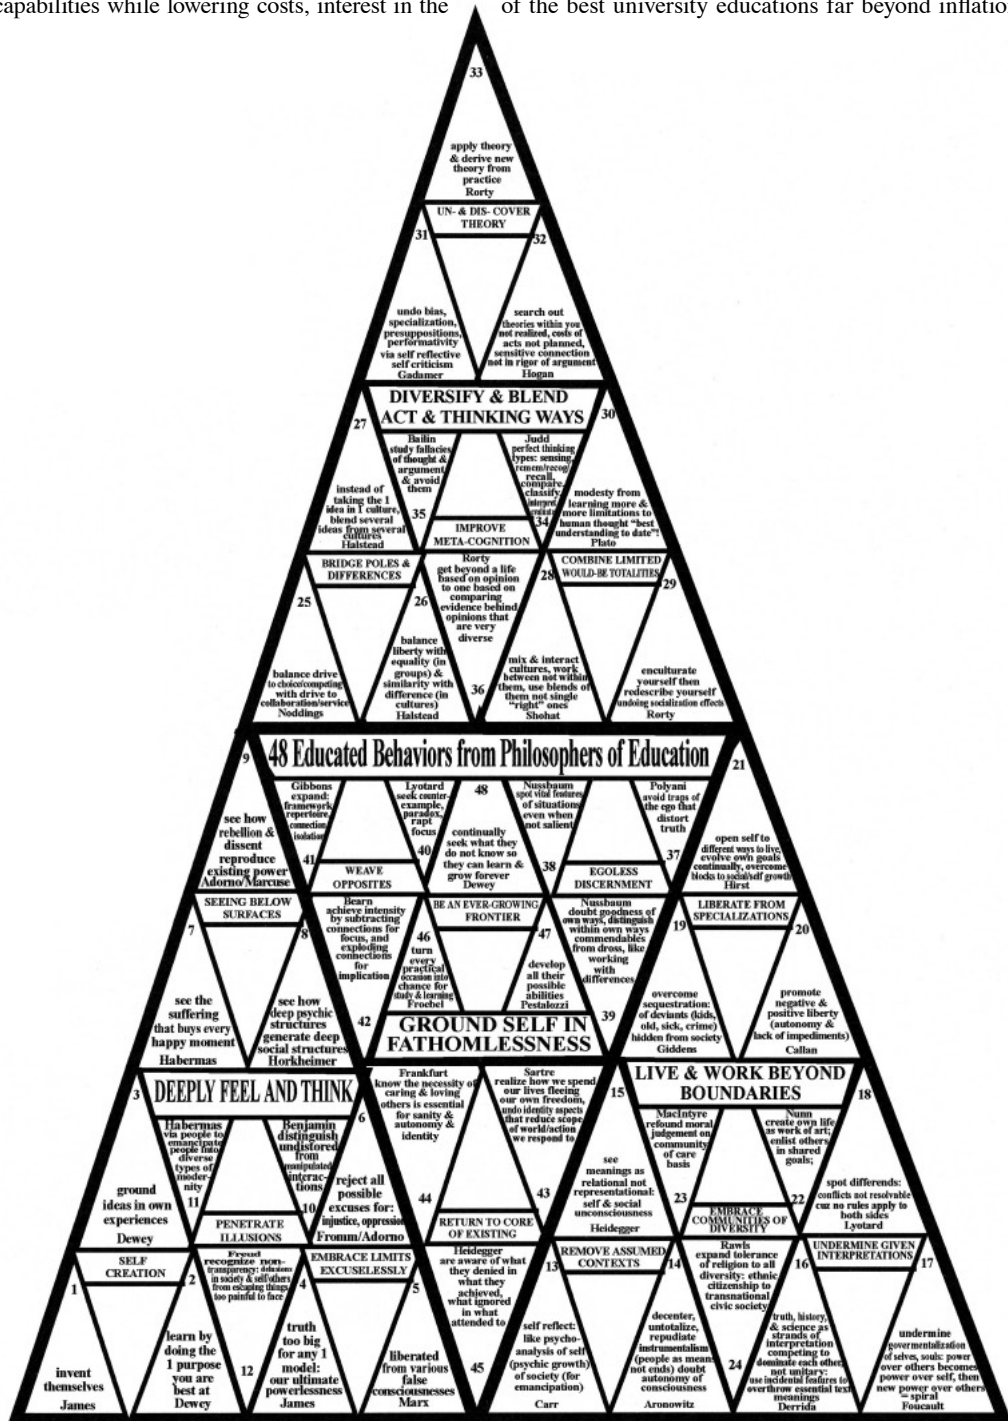 capabilities while lowering costs, interest in the
of the best university educations far beyond inflatio
33
apply theory
& derive new
theory from
practice
Rorty
UN- & DIS- COVER
THEORY
31
undo bias,
specialization,
presuppositions,
performativity
via self reflective
self criticism
Gadamer
32
search out
theories within you
not realized, costs of
acts not planned,
sensitive connection
not in rigor of argument
Hogan
DIVERSIFY & BLEND
ACT & THINKING WAYS
27
instead of
taking the 1
idea in 1 culture,
blend several
ideas from several
cultures
Halstead
Bailin
study fallacies
of thought &
argument
& avoid
them
35
IMPROVE
META-COGNITION
Judd
perfect thinking
types: sensing,
remem/recog/
recall,
compare,
classify,
34
30
modesty from
learning more &
more limitations to
human thought “best
understanding to date”!
Plato
BRIDGE POLES &
DIFFERENCES
25
balance drive
to choice/competing
with drive to
collaboration/service
Noddings
26
balance
liberty with
equality (in
groups) &
similarity with
difference (in
cultures)
Halstead
Rorty
get beyond a life
based on opinion
to one based on
comparing
evidence behind
opinions that
are very
diverse
36
COMBINE LIMITED
WOULD-BE TOTALITIES
28
mix & interact
cultures, work
between not within
them, use blends of
them not single
“right” ones
Shohat
29
enculturate
yourself then
redescribe yourself
undoing socialization effects
Rorty
48 Educated Behaviors from Philosophers of Education
9
see how
rebellion &
dissent
reproduce
existing power
Adorno/Marcuse
Gibbons
expand:
framework
repertoire,
connection
isolation
41
WEAVE
OPPOSITES
Lyotard
seek counter-
example,
paradox,
rapt
focus
40
48
continually
seek what they
do not know so
they can learn &
grow forever
Dewey
Nussbaum
spot vital features
of situations
even when
not salient
38
EGOLESS
DISCERNMENT
Polyani
avoid traps of
the ego that
distort
truth
37
21
open self to
different ways to live,
evolve own goals
continually, overcome
blocks to social/self growth
Hirst
SEEING BELOW
SURFACES
7
see the
suffering
that buys every
happy moment
Habermas
8
see how
deep psychic
structures
generate deep
social structures
Horkheimer
Bearn
achieve intensity
by subtracting
connections for
focus, and
exploding
connections
for
implication
42
BE AN EVER-GROWING
FRONTIER
46
turn
every
practical
occasion into
chance for
study & learning
Froebel
47
develop
all their
possible
abilities
Pestalozzi
Nussbaum
doubt goodness of
own ways, distinguish
within own ways
commendables
from dross, like
working
with
differences
39
LIBERATE FROM
SPECIALIZATIONS
19
overcome
sequestration:
of deviants (kids,
old, sick, crime)
hidden from society
Giddens
20
promote
negative &
positive liberty
(autonomy &
lack of impediments)
Callan
GROUND SELF IN
FATHOMLESSNESS
DEEPLY FEEL AND THINK
3
ground
ideas in own
experiences
Dewey
Habermas
via people to
emancipate
people into
diverse
types of
moder-
nity
11
PENETRATE
ILLUSIONS
Benjamin
distinguish
undistored
from
manipulated
interac-
tions
10
6
reject all
possible
excuses for:
injustice, oppression
Fromm/Adorno
Frankfurt
know the necessity of
caring & loving
others is essential
for sanity &
autonomy &
identity
44
RETURN TO CORE
OF EXISTING
Sartre
realize how we spend
our lives fleeing
our own freedom,
undo identity aspects
that reduce scope
of world/action
we respond to
43
LIVE & WORK BEYOND
BOUNDARIES
15
see
meanings as
relational not
representational:
self & social
unconsciousness
Heidegger
MacIntyre
refound moral
judgement on
community
of care
basis
23
EMBRACE
COMMUNITIES OF
DIVERSITY
Nunn
create own life
as work of art;
enlist others
in shared
goals;
22
18
spot differends:
conflicts not resolvable
cuz no rules apply to
both sides
Lyotard
SELF
CREATION
1
invent
themselves
James
2
learn by
doing the
1 purpose
you are
best at
Dewey
Freud
recognize non-
transparency: delusions
in society & self/others
from escaping things
too painful to face
12
EMBRACE LIMITS
EXCUSELESSLY
4
truth
too big
for any 1
model:
our ultimate
powerlessness
James
5
liberated
from various
false
consciousnesses
Marx
Heidegger
are aware of what
they denied in
what they
achieved,
what ignored
in what
attended to
45
REMOVE ASSUMED
CONTEXTS
13
self reflect:
like psycho-
analysis of self
(psychic growth)
of society (for
emancipation)
Carr
14
decenter,
untotalize,
repudiate
instrumentalism
(people as means
not ends) doubt
autonomy of
consciousness
Aronowitz
Rawls
expand tolerance
of religion to all
diversity: ethnic
citizenship to
transnational
civic society
24
UNDERMINE GIVEN
INTERPRETATIONS
16
truth, history,
& science as
strands of
interpretation
competing to
dominate each other,
not unitary:
use incidental features to
overthrow essential text
meanings
Derrida
17
undermine
govermentalization
of selves, souls: power
over others becomes
power over self, then
new power over others
= spiral
Foucault